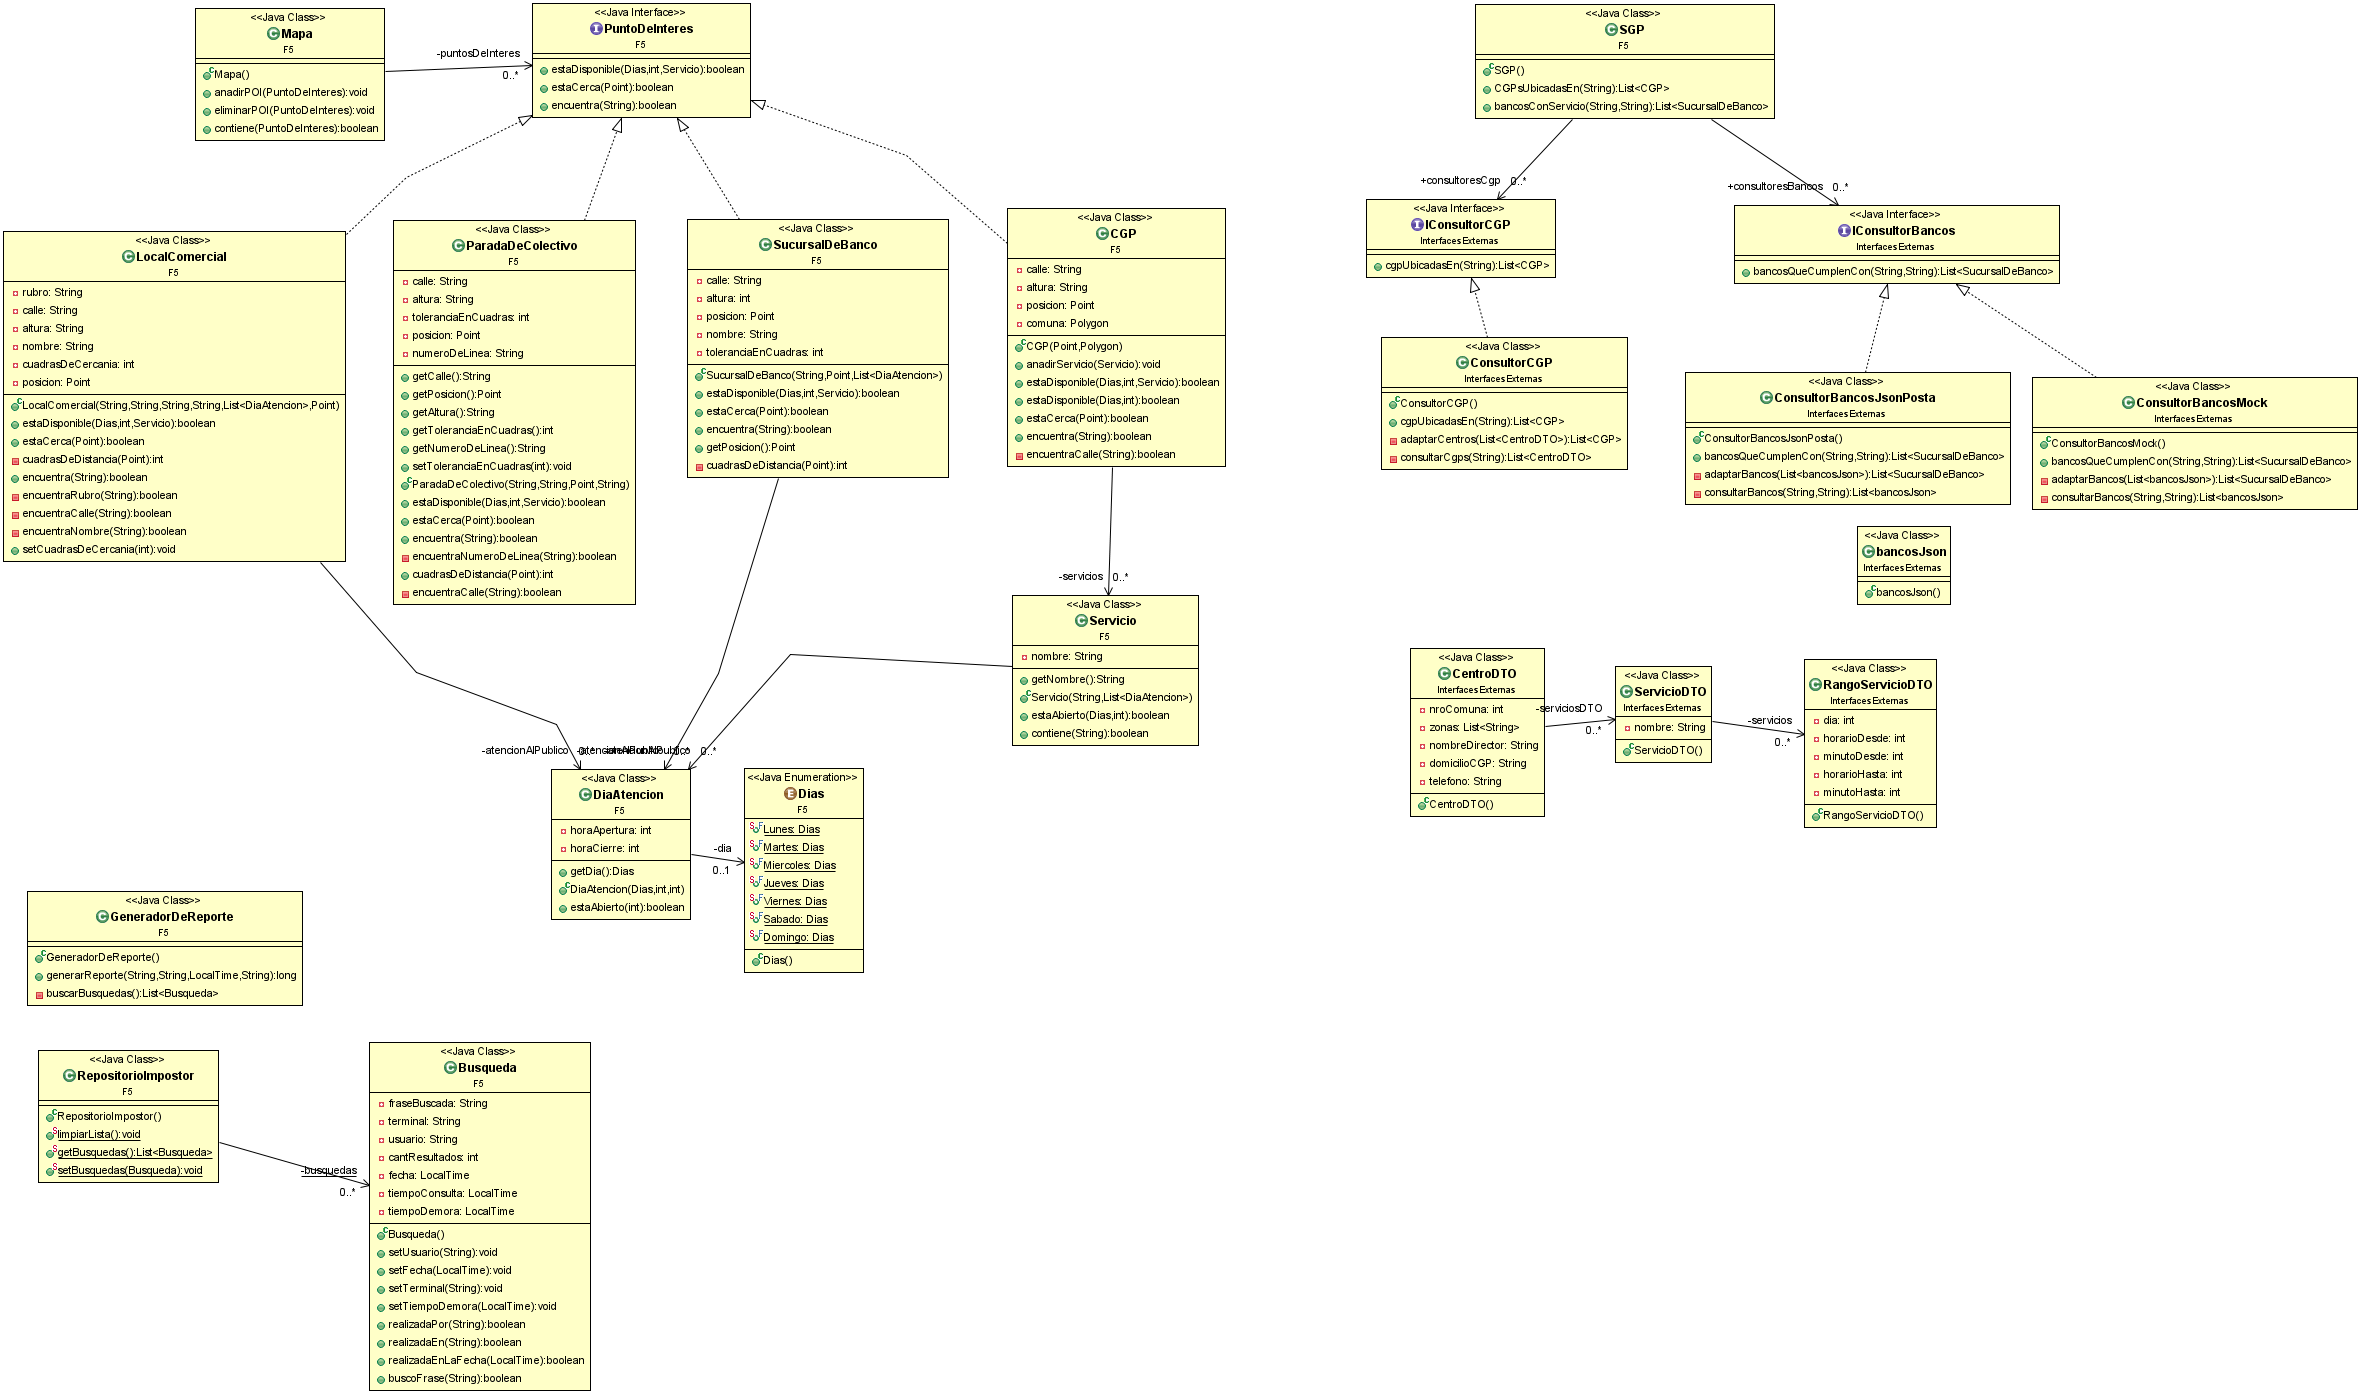 <<Java Class>>
Mapa
F5
Mapa()
anadirPOI(PuntoDeInteres):void
eliminarPOI(PuntoDeInteres):void
contiene(PuntoDeInteres):boolean
-puntosDeInteres
0..*
<<Java Interface>>
PuntoDeInteres
F5
estaDisponible(Dias,int,Servicio):boolean
estaCerca(Point):boolean
encuentra(String):boolean
<<Java Class>>
SGP
F5
SGP()
CGPsUbicadasEn(String):List<CGP>
bancosConServicio(String,String):List<SucursalDeBanco>
+consultoresCgp 0..*
+consultoresBancos 0..*
<<Java Class>>
LocalComercial
F5
rubro: String
calle: String
altura: String
nombre: String
cuadrasDeCercania: int
posicion: Point
LocalComercial(String,String,String,String,List<DiaAtencion>,Point)
estaDisponible(Dias,int,Servicio):boolean
estaCerca(Point):boolean
cuadrasDeDistancia(Point):int
encuentra(String):boolean
encuentraRubro(String):boolean
encuentraCalle(String):boolean
encuentraNombre(String):boolean
setCuadrasDeCercania(int):void
<<Java Class>>
ParadaDeColectivo
F5
calle: String
altura: String
toleranciaEnCuadras: int
posicion: Point
numeroDeLinea: String
getCalle():String
getPosicion():Point
getAltura():String
getToleranciaEnCuadras():int
getNumeroDeLinea():String
setToleranciaEnCuadras(int):void
ParadaDeColectivo(String,String,Point,String)
estaDisponible(Dias,int,Servicio):boolean
estaCerca(Point):boolean
encuentra(String):boolean
encuentraNumeroDeLinea(String):boolean
cuadrasDeDistancia(Point):int
encuentraCalle(String):boolean
<<Java Class>>
SucursalDeBanco
F5
calle: String
altura: int
posicion: Point
nombre: String
toleranciaEnCuadras: int
SucursalDeBanco(String,Point,List<DiaAtencion>)
estaDisponible(Dias,int,Servicio):boolean
estaCerca(Point):boolean
encuentra(String):boolean
getPosicion():Point
cuadrasDeDistancia(Point):int
<<Java Class>>
CGP
F5
calle: String
altura: String
posicion: Point
comuna: Polygon
CGP(Point,Polygon)
anadirServicio(Servicio):void
estaDisponible(Dias,int,Servicio):boolean
estaDisponible(Dias,int):boolean
estaCerca(Point):boolean
encuentra(String):boolean
encuentraCalle(String):boolean
<<Java Interface>>
IConsultorCGP
Interfaces Externas
cgpUbicadasEn(String):List<CGP>
<<Java Interface>>
IConsultorBancos
Interfaces Externas
bancosQueCumplenCon(String,String):List<SucursalDeBanco>
<<Java Class>>
ConsultorCGP
Interfaces Externas
ConsultorCGP()
cgpUbicadasEn(String):List<CGP>
adaptarCentros(List<CentroDTO>):List<CGP>
consultarCgps(String):List<CentroDTO>
<<Java Class>>
ConsultorBancosJsonPosta
Interfaces Externas
ConsultorBancosJsonPosta()
bancosQueCumplenCon(String,String):List<SucursalDeBanco>
adaptarBancos(List<bancosJson>):List<SucursalDeBanco>
consultarBancos(String,String):List<bancosJson>
<<Java Class>>
ConsultorBancosMock
Interfaces Externas
ConsultorBancosMock()
bancosQueCumplenCon(String,String):List<SucursalDeBanco>
adaptarBancos(List<bancosJson>):List<SucursalDeBanco>
consultarBancos(String,String):List<bancosJson>
<<Java Class>>
bancosJson
Interfaces Externas
bancosJson()
-servicios 0..*
<<Java Class>>
Servicio
F5
nombre: String
getNombre():String
Servicio(String,List<DiaAtencion>)
estaAbierto(Dias,int):boolean
contiene(String):boolean
<<Java Class>>
CentroDTO
Interfaces Externas
nroComuna: int
zonas: List<String>
nombreDirector: String
domicilioCGP: String
telefono: String
CentroDTO()
-serviciosDTO
0..*
<<Java Class>>
ServicioDTO
Interfaces Externas
nombre: String
ServicioDTO()
-servicios
0..*
<<Java Class>>
RangoServicioDTO
Interfaces Externas
dia: int
horarioDesde: int
minutoDesde: int
horarioHasta: int
minutoHasta: int
RangoServicioDTO()
-atencionAlPublico
0..*
<<Java Class>>
DiaAtencion
F5
horaApertura: int
horaCierre: int
getDia():Dias
DiaAtencion(Dias,int,int)
estaAbierto(int):boolean
-dia
0..1
<<Java Enumeration>>
Dias
F5
Lunes: Dias
Martes: Dias
Miercoles: Dias
Jueves: Dias
Viernes: Dias
Sabado: Dias
Domingo: Dias
Dias()
<<Java Class>>
GeneradorDeReporte
F5
GeneradorDeReporte()
generarReporte(String,String,LocalTime,String):long
buscarBusquedas():List<Busqueda>
<<Java Class>>
RepositorioImpostor
F5
RepositorioImpostor()
limpiarLista():void
getBusquedas():List<Busqueda>
setBusquedas(Busqueda):void
-busquedas
0..*
<<Java Class>>
Busqueda
F5
fraseBuscada: String
terminal: String
usuario: String
cantResultados: int
fecha: LocalTime
tiempoConsulta: LocalTime
tiempoDemora: LocalTime
Busqueda()
setUsuario(String):void
setFecha(LocalTime):void
setTerminal(String):void
setTiempoDemora(LocalTime):void
realizadaPor(String):boolean
realizadaEn(String):boolean
realizadaEnLaFecha(LocalTime):boolean
buscoFrase(String):boolean